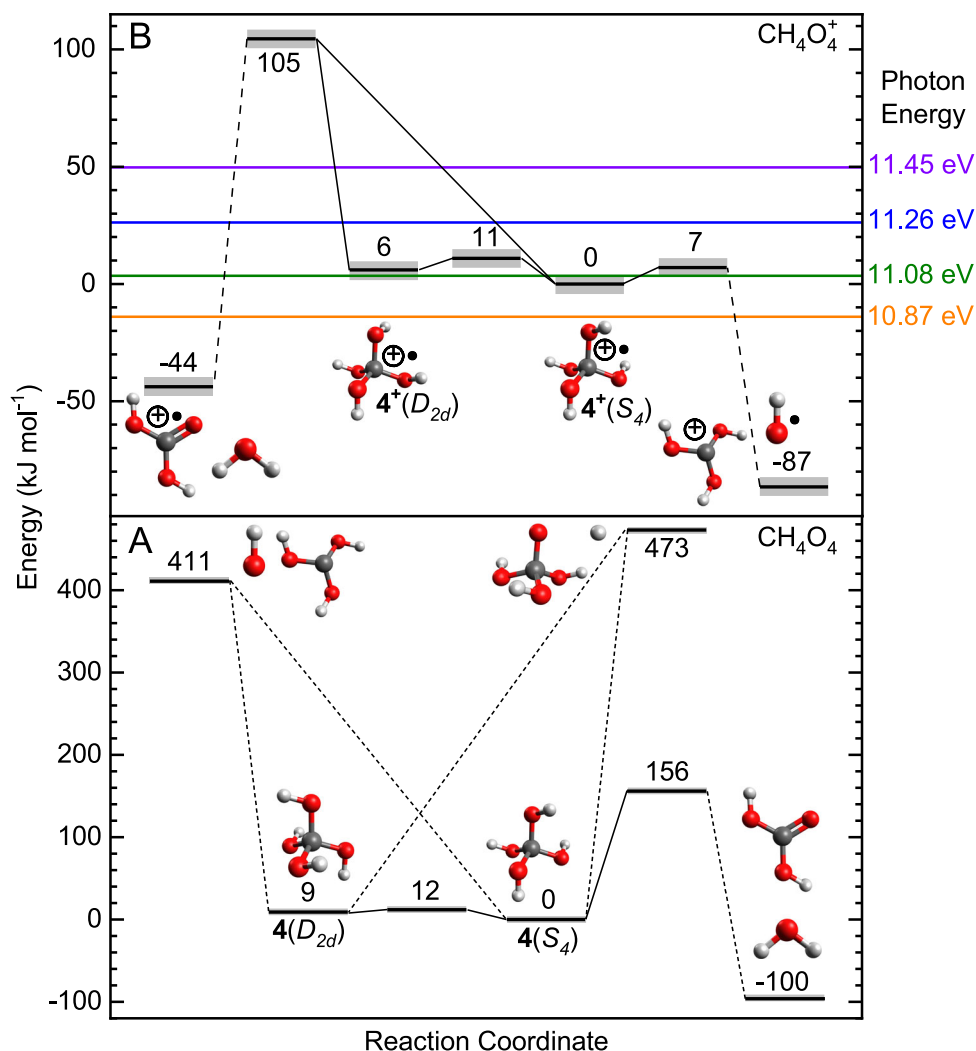 B
CH₄O₄⁺
100
50
0
-50
105
6
11
0
7
-44
-87
4⁺(D₂d)
4⁺(S₄)
Photon
Energy
11.45 eV
11.26 eV
11.08 eV
10.87 eV
Energy (kJ mol⁻¹)
A
CH₄O₄
400
300
200
100
0
-100
411
473
156
9
12
0
-100
4(D₂d)
4(S₄)
Reaction Coordinate